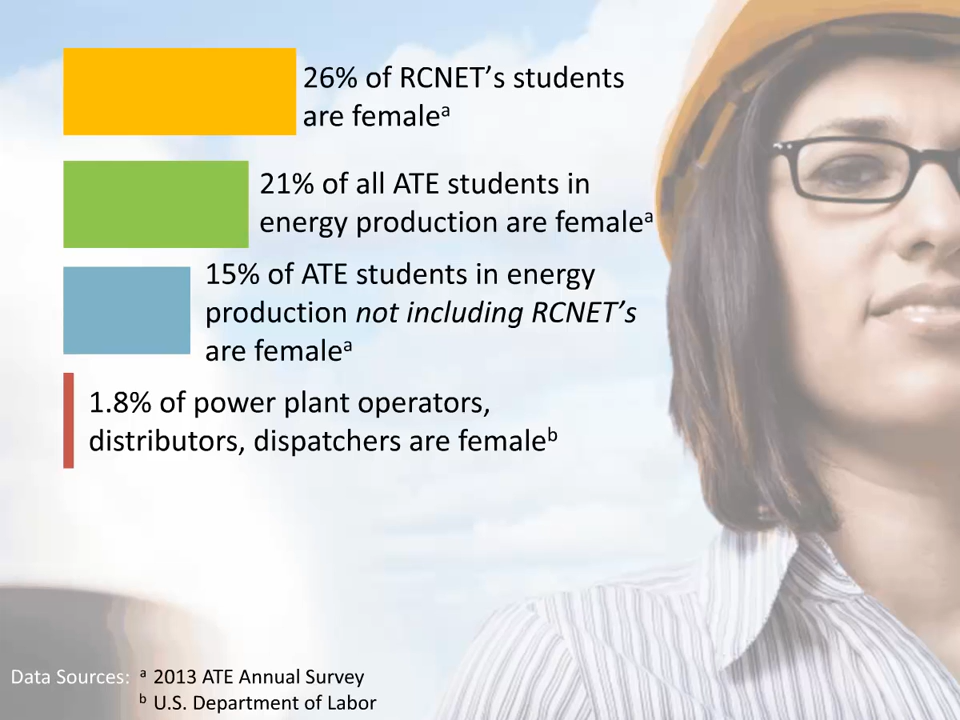 26% of RCNET’s students
are femaleᵃ
21% of all ATE students in
energy production are femaleᵃ
15% of ATE students in energy
production not including RCNET’s
are femaleᵃ
1.8% of power plant operators,
distributors, dispatchers are femaleᵇ
Data Sources: ᵃ 2013 ATE Annual Survey
ᵇ U.S. Department of Labor